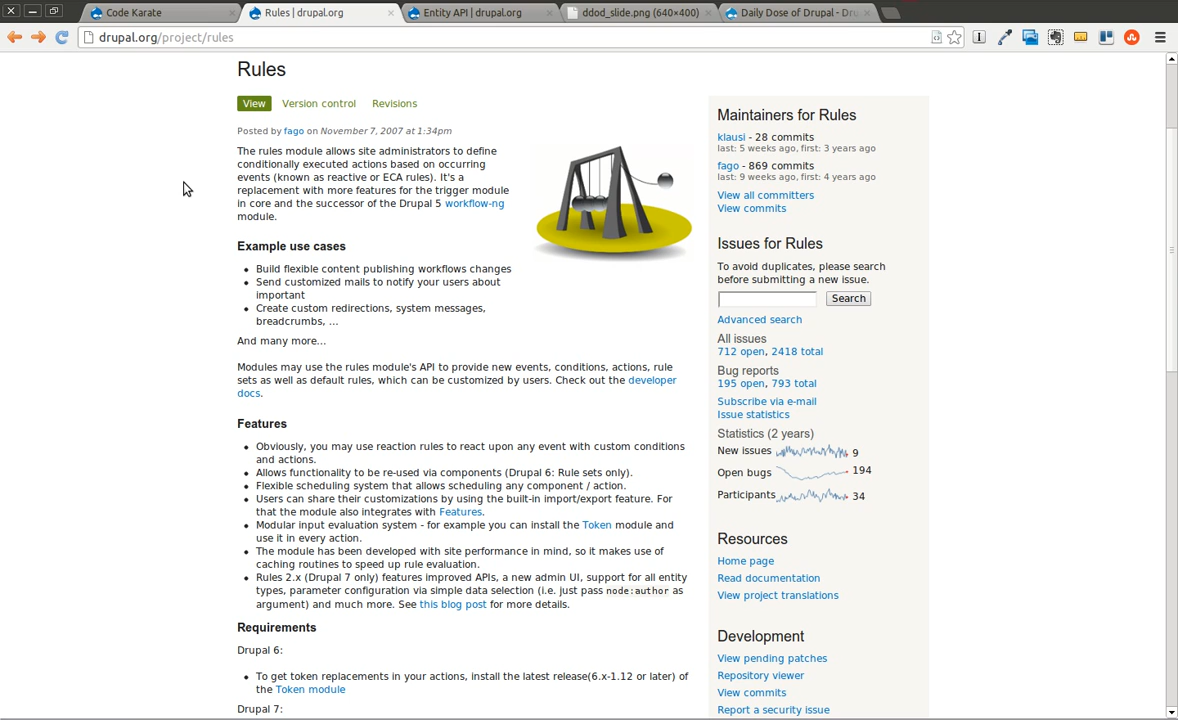 Code Karate
Rules | drupal.org
Entity API | drupal.org
ddod_slide.png (640×400)
Daily Dose of Drupal - Dru
drupal.org/project/rules
Rules
View
Version control
Revisions
Posted by fago on November 7, 2007 at 1:34pm
The rules module allows site administrators to define
conditionally executed actions based on occurring
events (known as reactive or ECA rules). It's a
replacement with more features for the trigger module
in core and the successor of the Drupal 5 workflow-ng
module.
Example use cases
Build flexible content publishing workflows changes
Send customized mails to notify your users about
important
Create custom redirections, system messages,
breadcrumbs, ...
And many more...
Modules may use the rules module's API to provide new events, conditions, actions, rule
sets as well as default rules, which can be customized by users. Check out the developer
docs.
Features
Obviously, you may use reaction rules to react upon any event with custom conditions
and actions.
Allows functionality to be re-used via components (Drupal 6: Rule sets only).
Flexible scheduling system that allows scheduling any component / action.
Users can share their customizations by using the built-in import/export feature. For
that the module also integrates with Features.
Modular input evaluation system - for example you can install the Token module and
use it in every action.
The module has been developed with site performance in mind, so it makes use of
caching routines to speed up rule evaluation.
Rules 2.x (Drupal 7 only) features improved APIs, a new admin UI, support for all entity
types, parameter configuration via simple data selection (i.e. just pass node:author as
argument) and much more. See this blog post for more details.
Requirements
Drupal 6:
To get token replacements in your actions, install the latest release(6.x-1.12 or later) of
the Token module
Drupal 7:
Maintainers for Rules
klausi - 28 commits
last: 5 weeks ago, first: 3 years ago
fago - 869 commits
last: 9 weeks ago, first: 4 years ago
View all committers
View commits
Issues for Rules
To avoid duplicates, please search
before submitting a new issue.
Search
Advanced search
All issues
712 open, 2418 total
Bug reports
195 open, 793 total
Subscribe via e-mail
Issue statistics
Statistics (2 years)
New issues 9
Open bugs 194
Participants 34
Resources
Home page
Read documentation
View project translations
Development
View pending patches
Repository viewer
View commits
Report a security issue